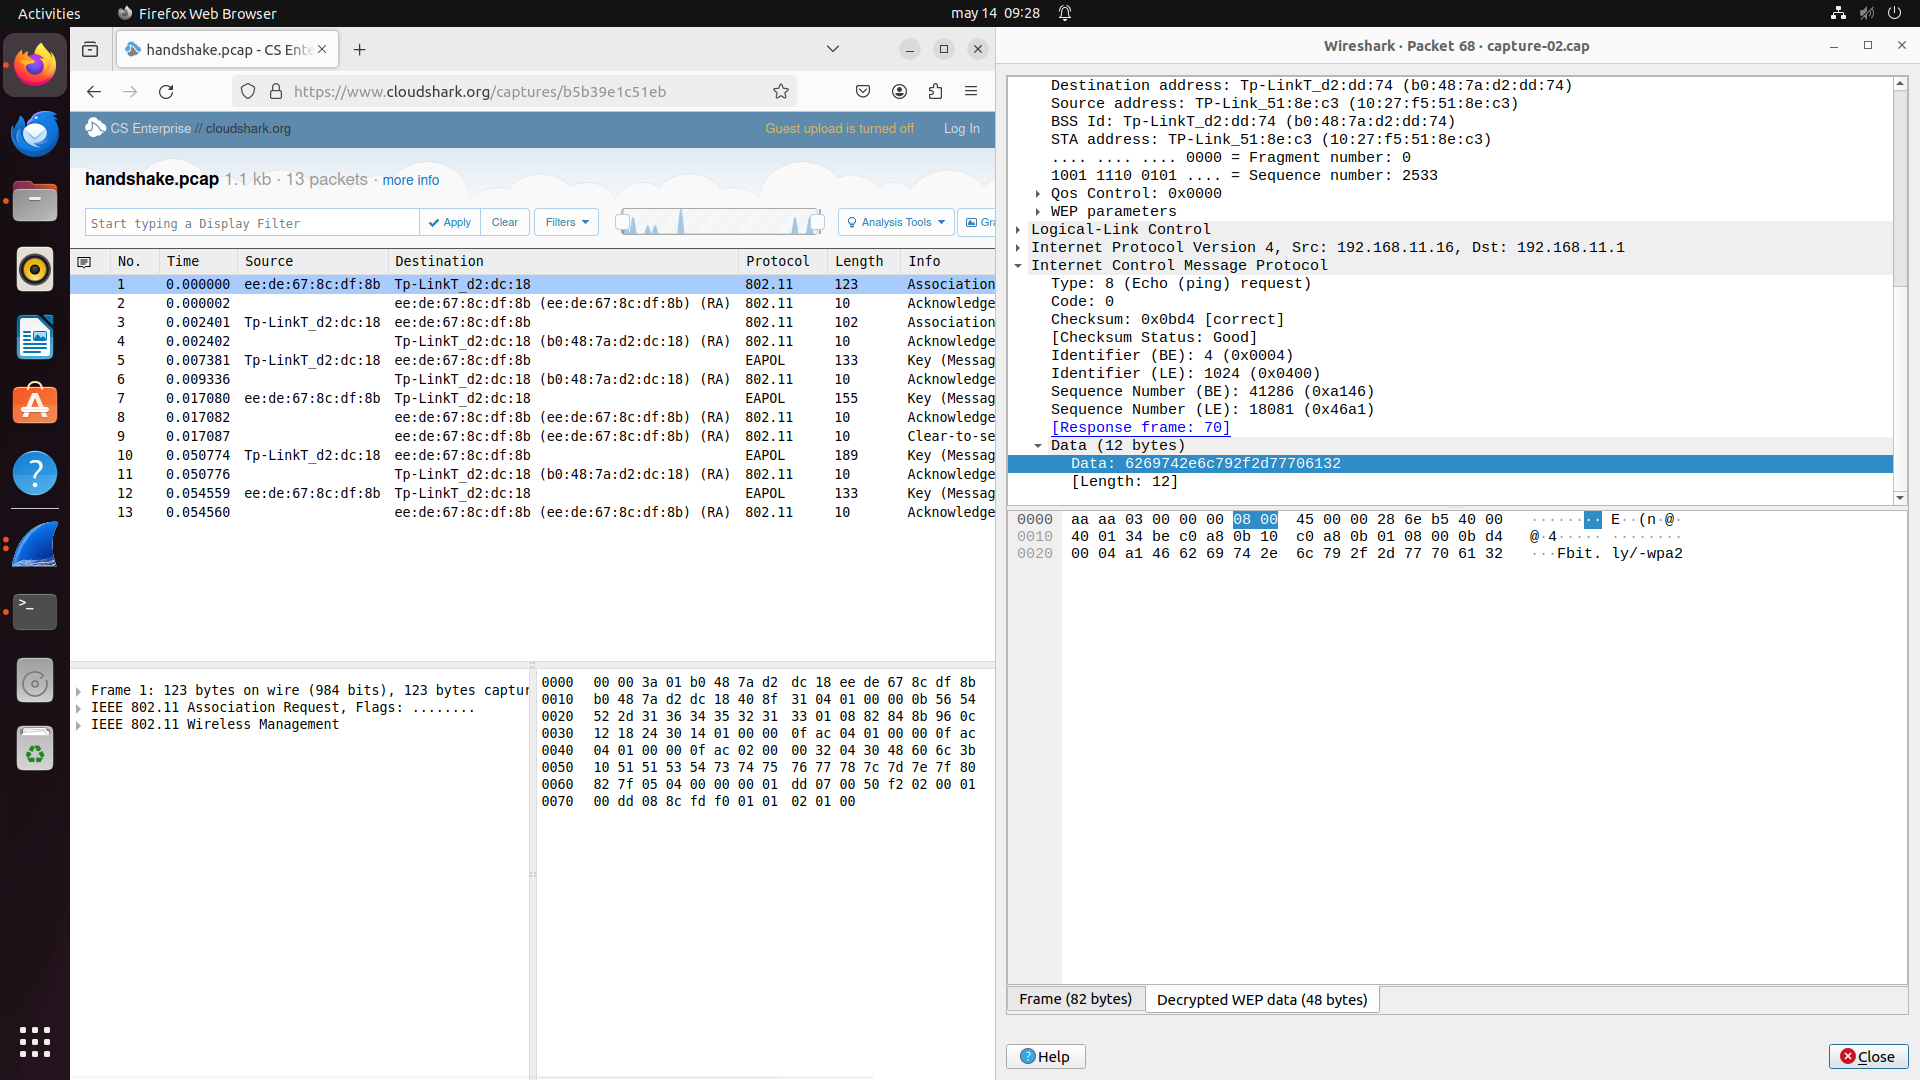 Activities
Firefox Web Browser
may 14 09:28
handshake.pcap - CS Ente
https://www.cloudshark.org/captures/b5b39e1c51eb
CS Enterprise // cloudshark.org
Guest upload is turned off
Log In
handshake.pcap 1.1 kb · 13 packets · more info
Start typing a Display Filter
Apply
Clear
Filters
Analysis Tools
Gra
No. Time Source Destination Protocol Length Info
1 0.000000 ee:de:67:8c:df:8b Tp-LinkT_d2:dc:18 802.11 123 Association
2 0.000002 ee:de:67:8c:df:8b (ee:de:67:8c:df:8b) (RA) 802.11 10 Acknowledge
3 0.002401 Tp-LinkT_d2:dc:18 ee:de:67:8c:df:8b 802.11 102 Association
4 0.002402 Tp-LinkT_d2:dc:18 (b0:48:7a:d2:dc:18) (RA) 802.11 10 Acknowledge
5 0.007381 Tp-LinkT_d2:dc:18 ee:de:67:8c:df:8b EAPOL 133 Key (Messag
6 0.009336 Tp-LinkT_d2:dc:18 (b0:48:7a:d2:dc:18) (RA) 802.11 10 Acknowledge
7 0.017080 ee:de:67:8c:df:8b Tp-LinkT_d2:dc:18 EAPOL 155 Key (Messag
8 0.017082 ee:de:67:8c:df:8b (ee:de:67:8c:df:8b) (RA) 802.11 10 Acknowledge
9 0.017087 ee:de:67:8c:df:8b (ee:de:67:8c:df:8b) (RA) 802.11 10 Clear-to-se
10 0.050774 Tp-LinkT_d2:dc:18 ee:de:67:8c:df:8b EAPOL 189 Key (Messag
11 0.050776 Tp-LinkT_d2:dc:18 (b0:48:7a:d2:dc:18) (RA) 802.11 10 Acknowledge
12 0.054559 ee:de:67:8c:df:8b Tp-LinkT_d2:dc:18 EAPOL 133 Key (Messag
13 0.054560 ee:de:67:8c:df:8b (ee:de:67:8c:df:8b) (RA) 802.11 10 Acknowledge
Frame 1: 123 bytes on wire (984 bits), 123 bytes captur
IEEE 802.11 Association Request, Flags: ........
IEEE 802.11 Wireless Management
0000 00 00 3a 01 b0 48 7a d2 dc 18 ee de 67 8c df 8b
0010 b0 48 7a d2 dc 18 40 8f 31 04 01 00 00 0b 56 54
0020 52 2d 31 36 34 35 32 31 33 01 08 82 84 8b 96 0c
0030 12 18 24 30 14 01 00 00 0f ac 04 01 00 00 0f ac
0040 04 01 00 00 0f ac 02 00 00 32 04 30 48 60 6c 3b
0050 10 51 51 53 54 73 74 75 76 77 78 7c 7d 7e 7f 80
0060 82 7f 05 04 00 00 00 01 dd 07 00 50 f2 02 00 01
0070 00 dd 08 8c fd f0 01 01 02 01 00
Wireshark · Packet 68 · capture-02.cap
Destination address: Tp-LinkT_d2:dd:74 (b0:48:7a:d2:dd:74)
Source address: TP-Link_51:8e:c3 (10:27:f5:51:8e:c3)
BSS Id: Tp-LinkT_d2:dd:74 (b0:48:7a:d2:dd:74)
STA address: TP-Link_51:8e:c3 (10:27:f5:51:8e:c3)
.... .... .... 0000 = Fragment number: 0
1001 1110 0101 .... = Sequence number: 2533
Qos Control: 0x0000
WEP parameters
Logical-Link Control
Internet Protocol Version 4, Src: 192.168.11.16, Dst: 192.168.11.1
Internet Control Message Protocol
Type: 8 (Echo (ping) request)
Code: 0
Checksum: 0x0bd4 [correct]
[Checksum Status: Good]
Identifier (BE): 4 (0x0004)
Identifier (LE): 1024 (0x0400)
Sequence Number (BE): 41286 (0xa146)
Sequence Number (LE): 18081 (0x46a1)
[Response frame: 70]
Data (12 bytes)
Data: 6269742e6c792f2d77706132
[Length: 12]
0000 aa aa 03 00 00 00 08 00 45 00 00 28 6e b5 40 00 ········ E··(n·@·
0010 40 01 34 be c0 a8 0b 10 c0 a8 0b 01 08 00 0b d4 @·4····· ········
0020 00 04 a1 46 62 69 74 2e 6c 79 2f 2d 77 70 61 32 ···Fbit. ly/-wpa2
Frame (82 bytes)
Decrypted WEP data (48 bytes)
Help
Close